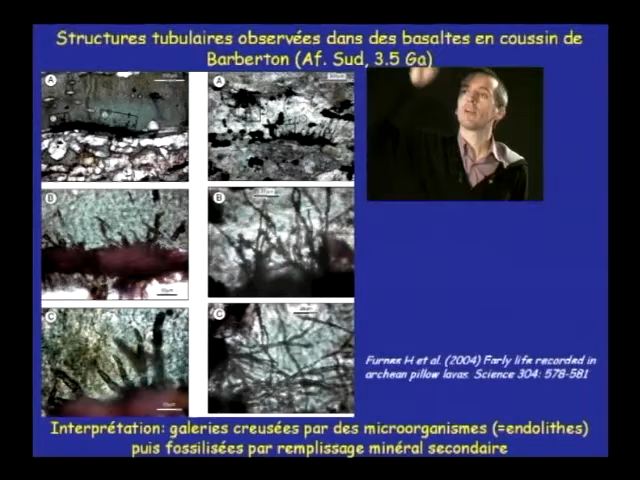 Structures tubulaires observées dans des basaltes en coussin de
Barberton (Af. Sud, 3.5 Ga)
A
A
B
B
C
C
Furnes H et al. (2004) Early life recorded in
archean pillow lavas. Science 304: 578-581
Interprétation: galeries creusées par des microorganismes (=endolithes)
puis fossilisées par remplissage minéral secondaire